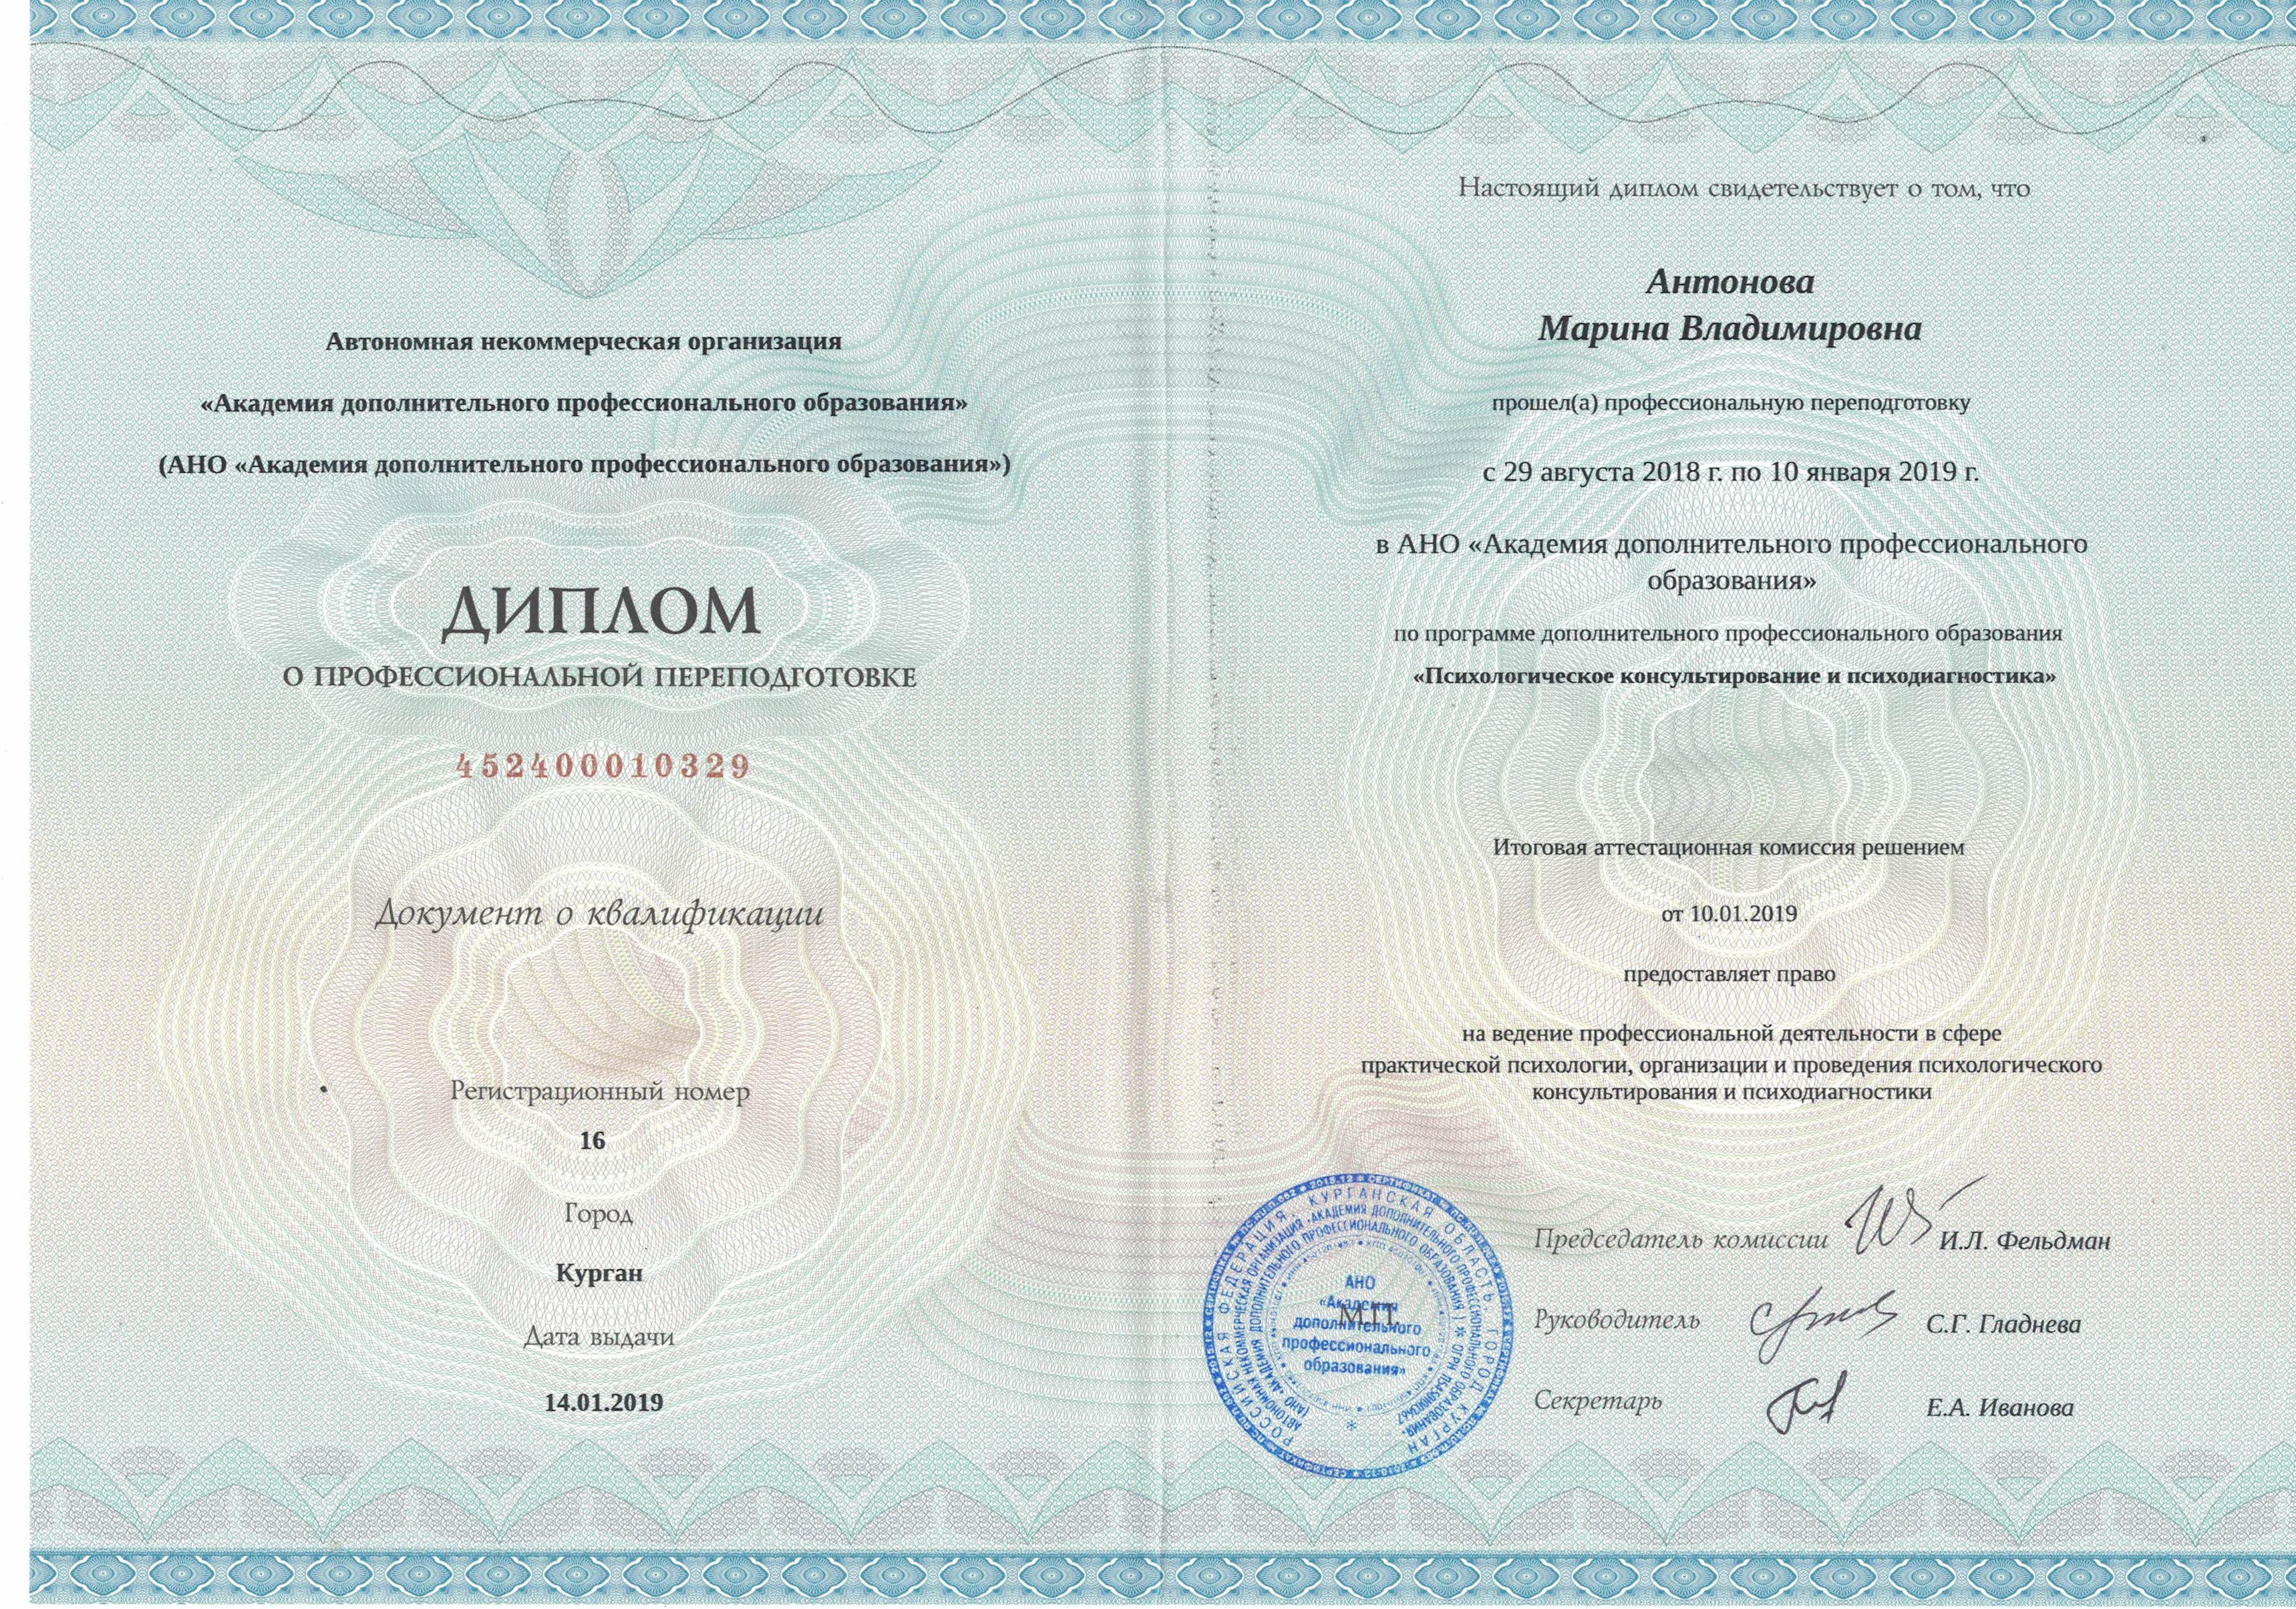 Автономная некоммерческая организация
«Академия дополнительного профессионального образования»
(АНО «Академия дополнительного профессионального образования»)
ДИПЛОМ
О ПРОФЕССИОНАЛЬНОЙ ПЕРЕПОДГОТОВКЕ
452400010329
Документ о квалификации
Регистрационный номер
16
Город
Курган
Дата выдачи
14.01.2019
Настоящий диплом свидетельствует о том, что
Антонова
Марина Владимировна
прошел(а) профессиональную переподготовку
с 29 августа 2018 г. по 10 января 2019 г.
в АНО «Академия дополнительного профессионального
образования»
по программе дополнительного профессионального образования
«Психологическое консультирование и психодиагностика»
Итоговая аттестационная комиссия решением
от 10.01.2019
предоставляет право
на ведение профессиональной деятельности в сфере
практической психологии, организации и проведения психологического
консультирования и психодиагностики
Председатель комиссии И.Л. Фельдман
Руководитель С.Г. Гладнева
Секретарь Е.А. Иванова
М.П.
РОССИЙСКАЯ ФЕДЕРАЦИЯ, КУРГАНСКАЯ ОБЛАСТЬ, ГОРОД КУРГАН
АВТОНОМНАЯ НЕКОММЕРЧЕСКАЯ ОРГАНИЗАЦИЯ «АКАДЕМИЯ ДОПОЛНИТЕЛЬНОГО ПРОФЕССИОНАЛЬНОГО ОБРАЗОВАНИЯ»
(АНО «АКАДЕМИЯ ДОПОЛНИТЕЛЬНОГО ПРОФЕССИОНАЛЬНОГО ОБРАЗОВАНИЯ»)
АНО
«Академия
дополнительного
профессионального
образования»